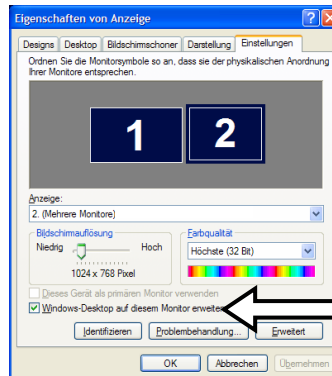 Eigenschaften von Anzeige
Designs Desktop Bildschirmschoner Darstellung Einstellungen
Ordnen Sie die Monitorsymbole so an, dass sie der physikalischen Anordnung
Ihrer Monitore entsprechen.
1 2
Anzeige:
2. (Mehrere Monitore)
Bildschirmauflösung
Niedrig Hoch
1024 x 768 Pixel
Farbqualität
Höchste (32 Bit)
Dieses Gerät als primären Monitor verwenden
Windows-Desktop auf diesem Monitor erweitern
Identifizieren Problembehandlung... Erweitert
OK Abbrechen Übernehmen